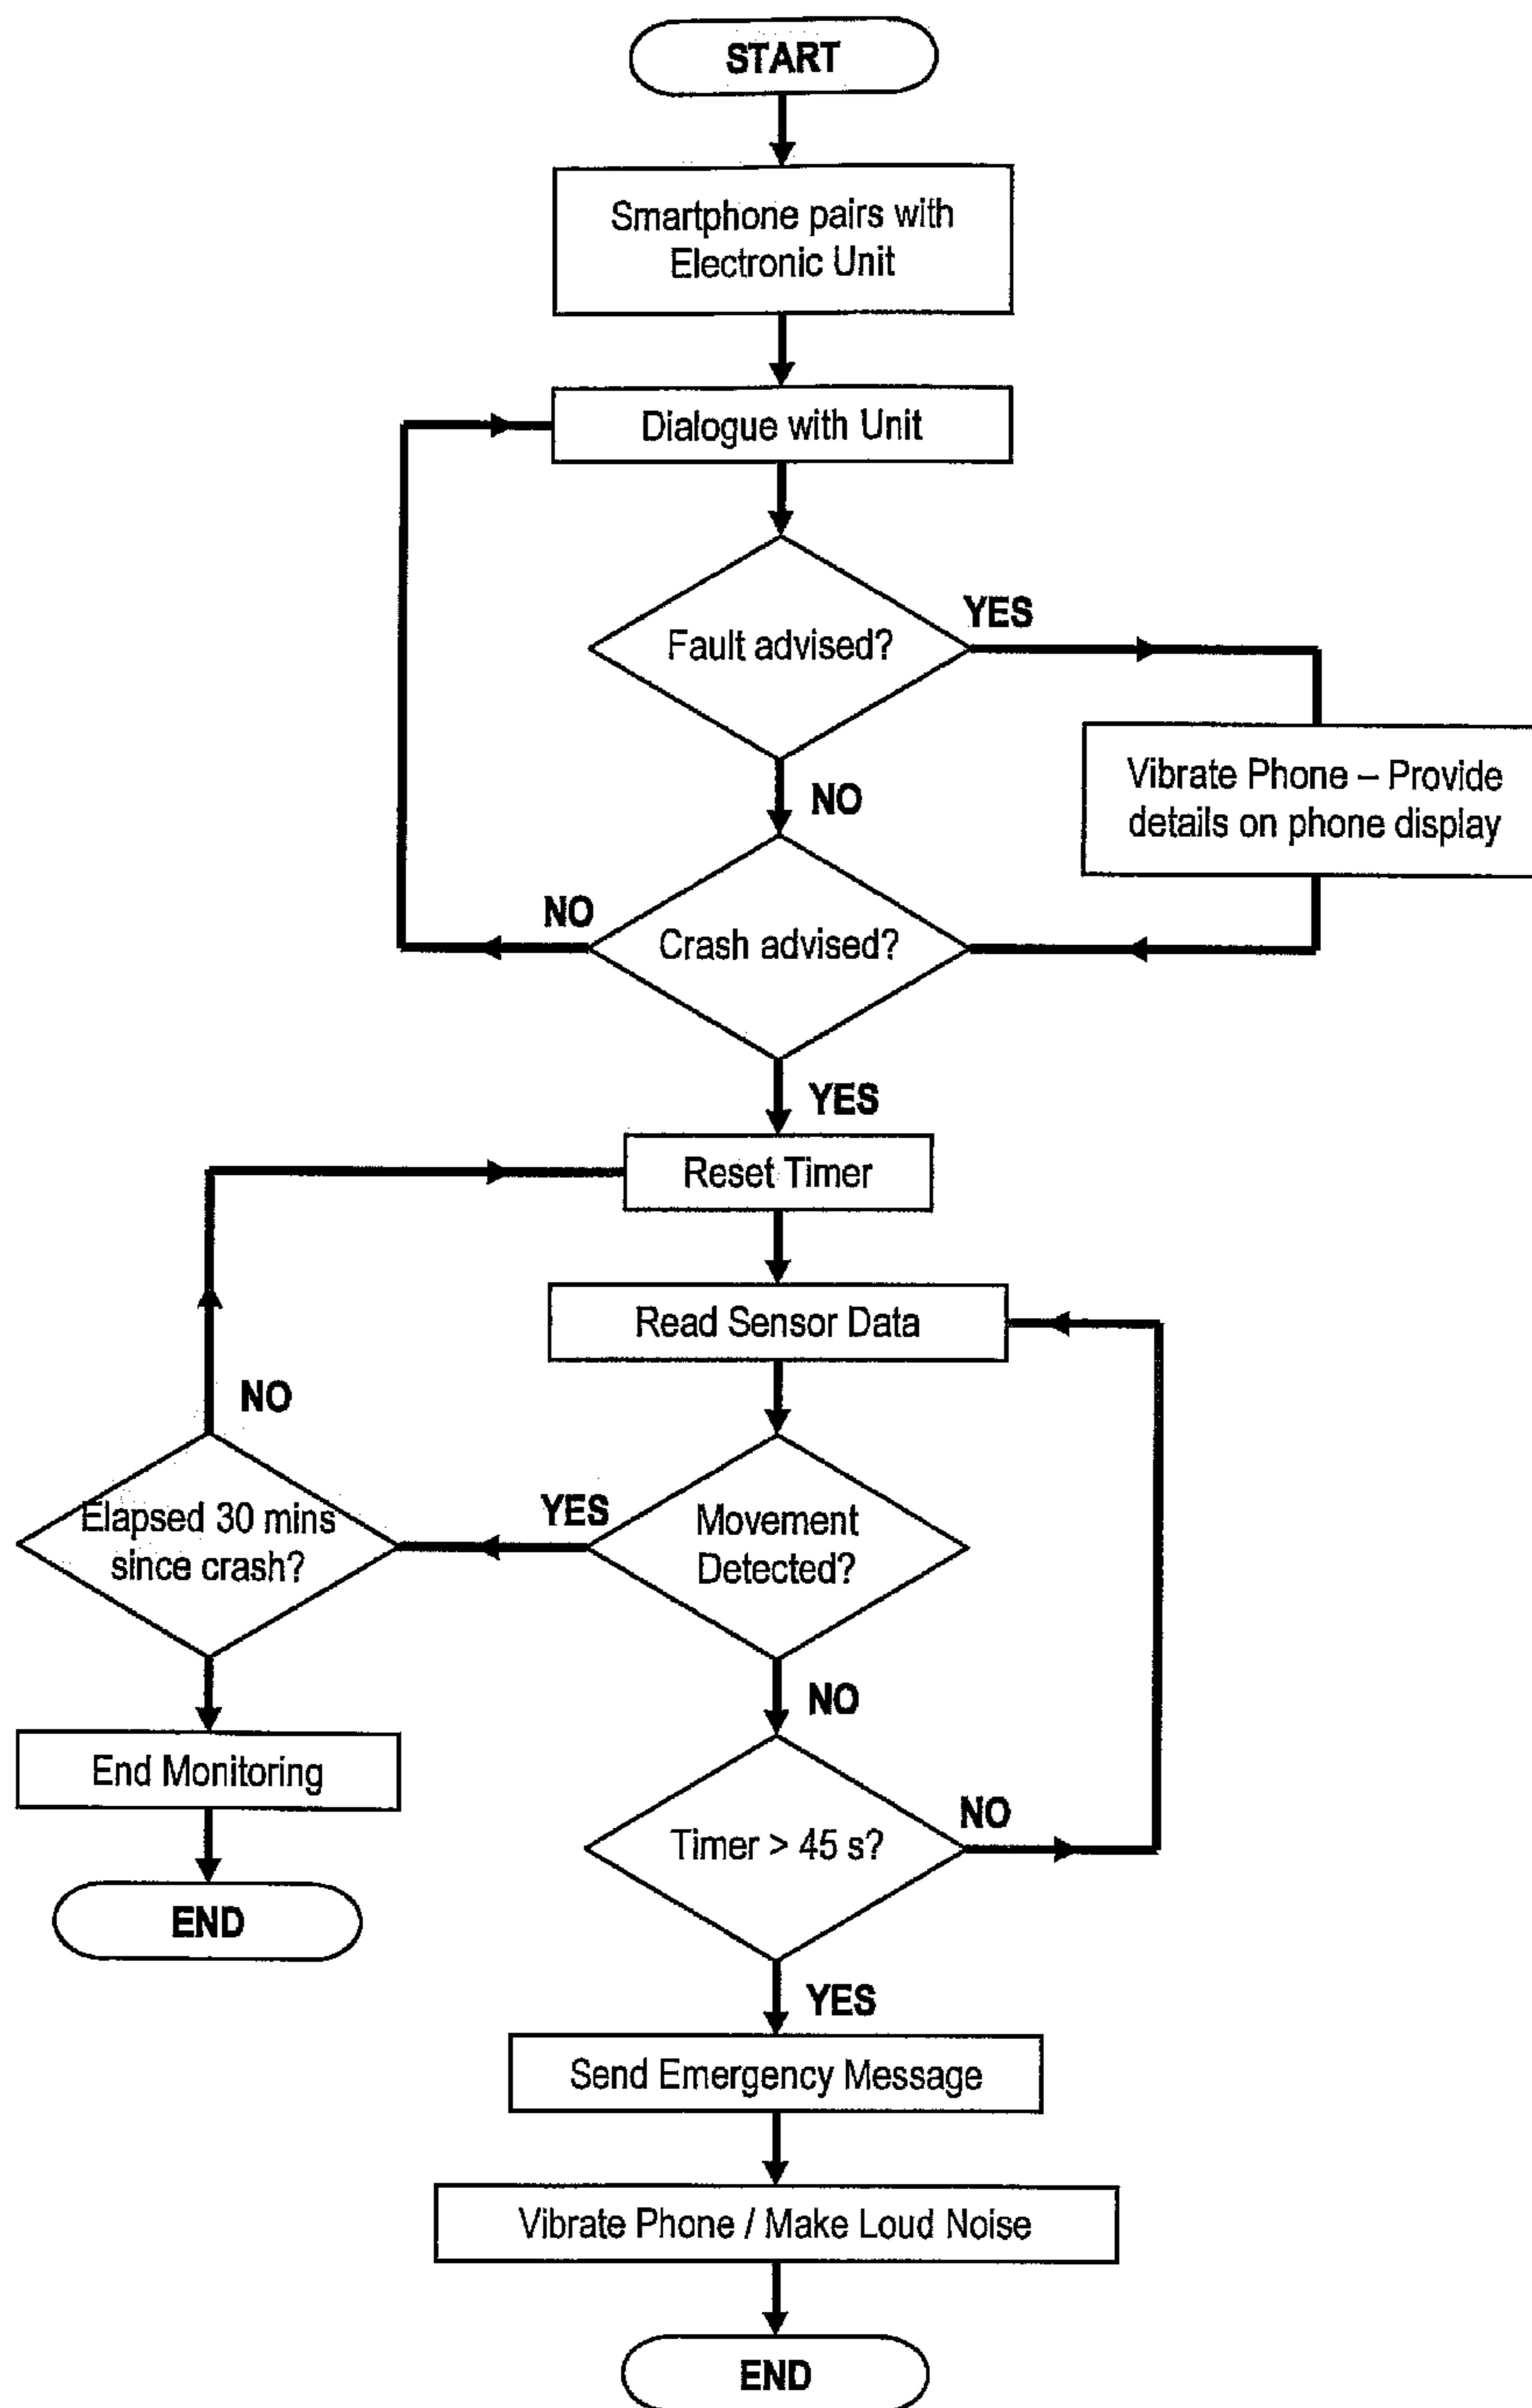 START
Smartphone pairs with
Electronic Unit
Dialogue with Unit
Fault advised?
YES
Vibrate Phone – Provide
details on phone display
NO
NO
Crash advised?
YES
Reset Timer
Read Sensor Data
NO
Elapsed 30 mins
since crash?
YES
Movement
Detected?
NO
End Monitoring
NO
Timer > 45 s?
END
YES
Send Emergency Message
Vibrate Phone / Make Loud Noise
END